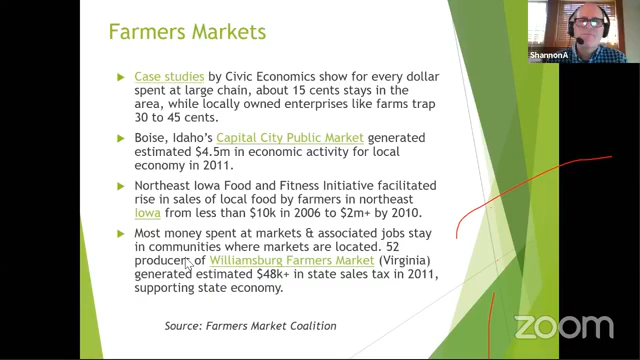 Farmers Markets
Case studies by Civic Economics show for every dollar
spent at large chain, about 15 cents stays in the
area, while locally owned enterprises like farms trap
30 to 45 cents.
Boise, Idaho's Capital City Public Market generated
estimated $4.5m in economic activity for local
economy in 2011.
Northeast Iowa Food and Fitness Initiative facilitated
rise in sales of local food by farmers in northeast
Iowa from less than $10k in 2006 to $2m+ by 2010.
Most money spent at markets & associated jobs stay
in communities where markets are located. 52
producers of Williamsburg Farmers Market (Virginia)
generated estimated $48k+ in state sales tax in 2011,
supporting state economy.
Source: Farmers Market Coalition
ShannonA
zoom